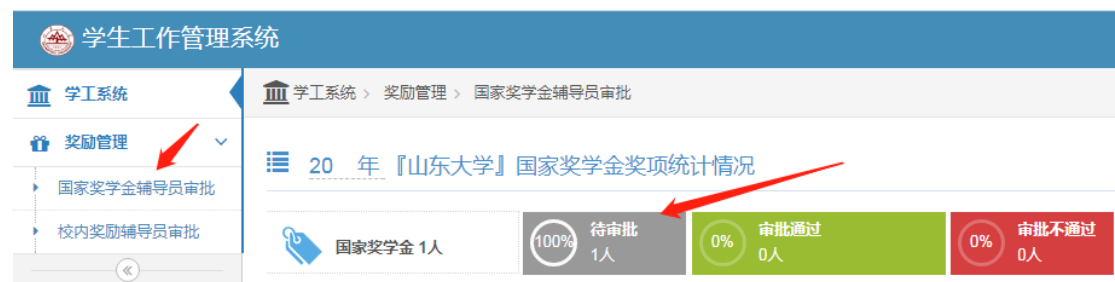 学生工作管理系统
学工系统
奖励管理
国家奖学金辅导员审批
校内奖励辅导员审批
学工系统 > 奖励管理 > 国家奖学金辅导员审批
20 年『山东大学』国家奖学金奖项统计情况
国家奖学金 1人
100% 待审批
1人
0% 审批通过
0人
0% 审批不通过
0人